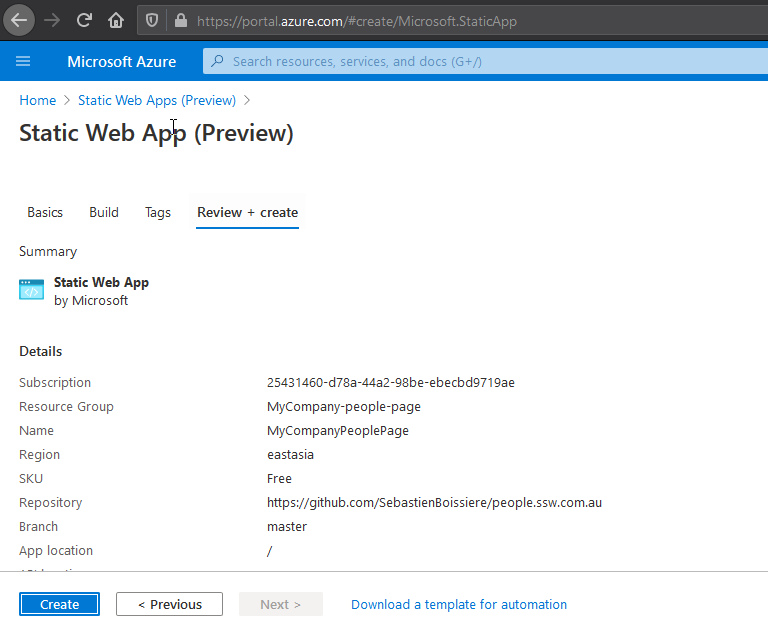 https://portal.azure.com/#create/Microsoft.StaticApp
Microsoft Azure
Search resources, services, and docs (G+/)
Home > Static Web Apps (Preview) >
Static Web App (Preview)
Basics Build Tags Review + create
Summary
Static Web App
by Microsoft
Details
Subscription 25431460-d78a-44a2-98be-ebecbd9719ae
Resource Group MyCompany-people-page
Name MyCompanyPeoplePage
Region eastasia
SKU Free
Repository https://github.com/SebastienBoissiere/people.ssw.com.au
Branch master
App location /
Create < Previous Next > Download a template for automation